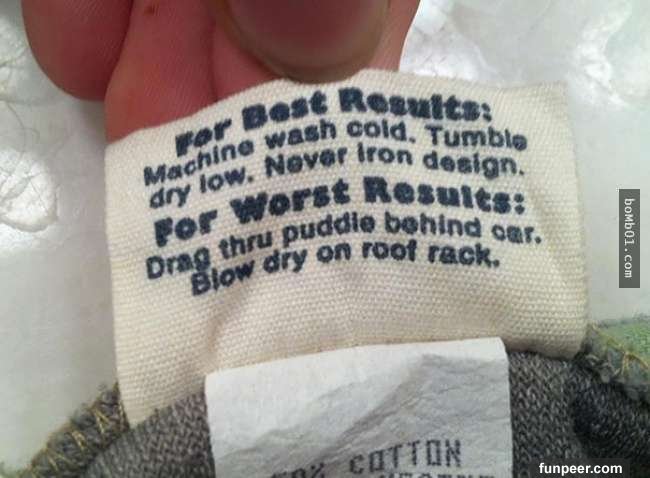 For Best Results:
Machine wash cold. Tumble
dry low. Never iron design.
For Worst Results:
Drag thru puddle behind car.
Blow dry on roof rack.
COTTON
boMb01.com
funpeer.com